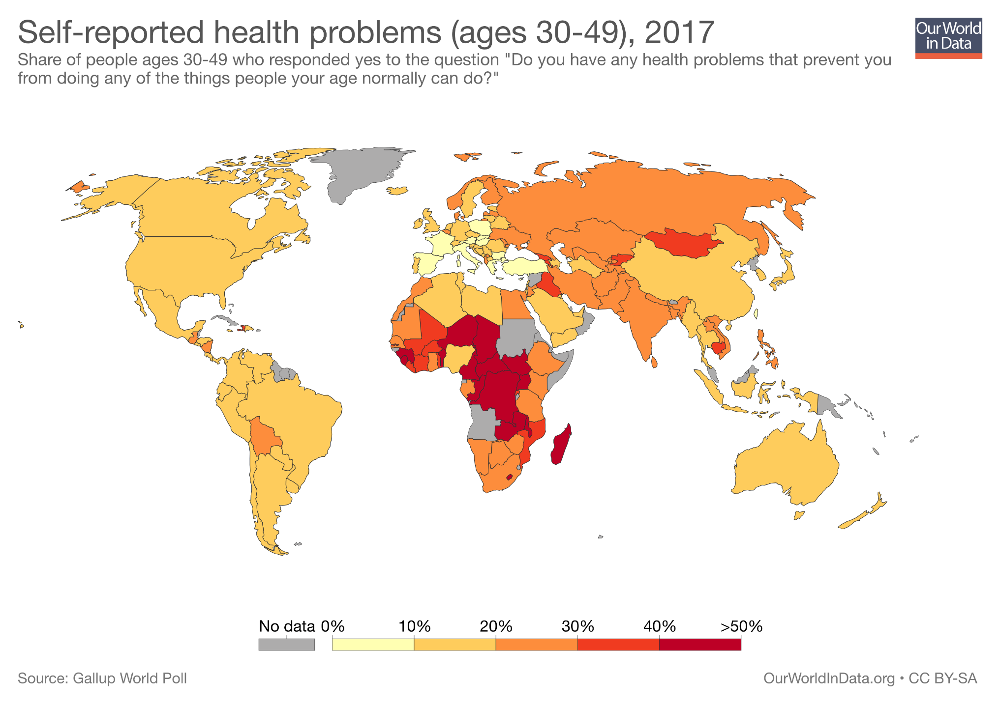 Self-reported health problems (ages 30-49), 2017
Our World
in Data
Share of people ages 30-49 who responded yes to the question "Do you have any health problems that prevent you
from doing any of the things people your age normally can do?"
No data 0% 10% 20% 30% 40% >50%
Source: Gallup World Poll
OurWorldInData.org • CC BY-SA